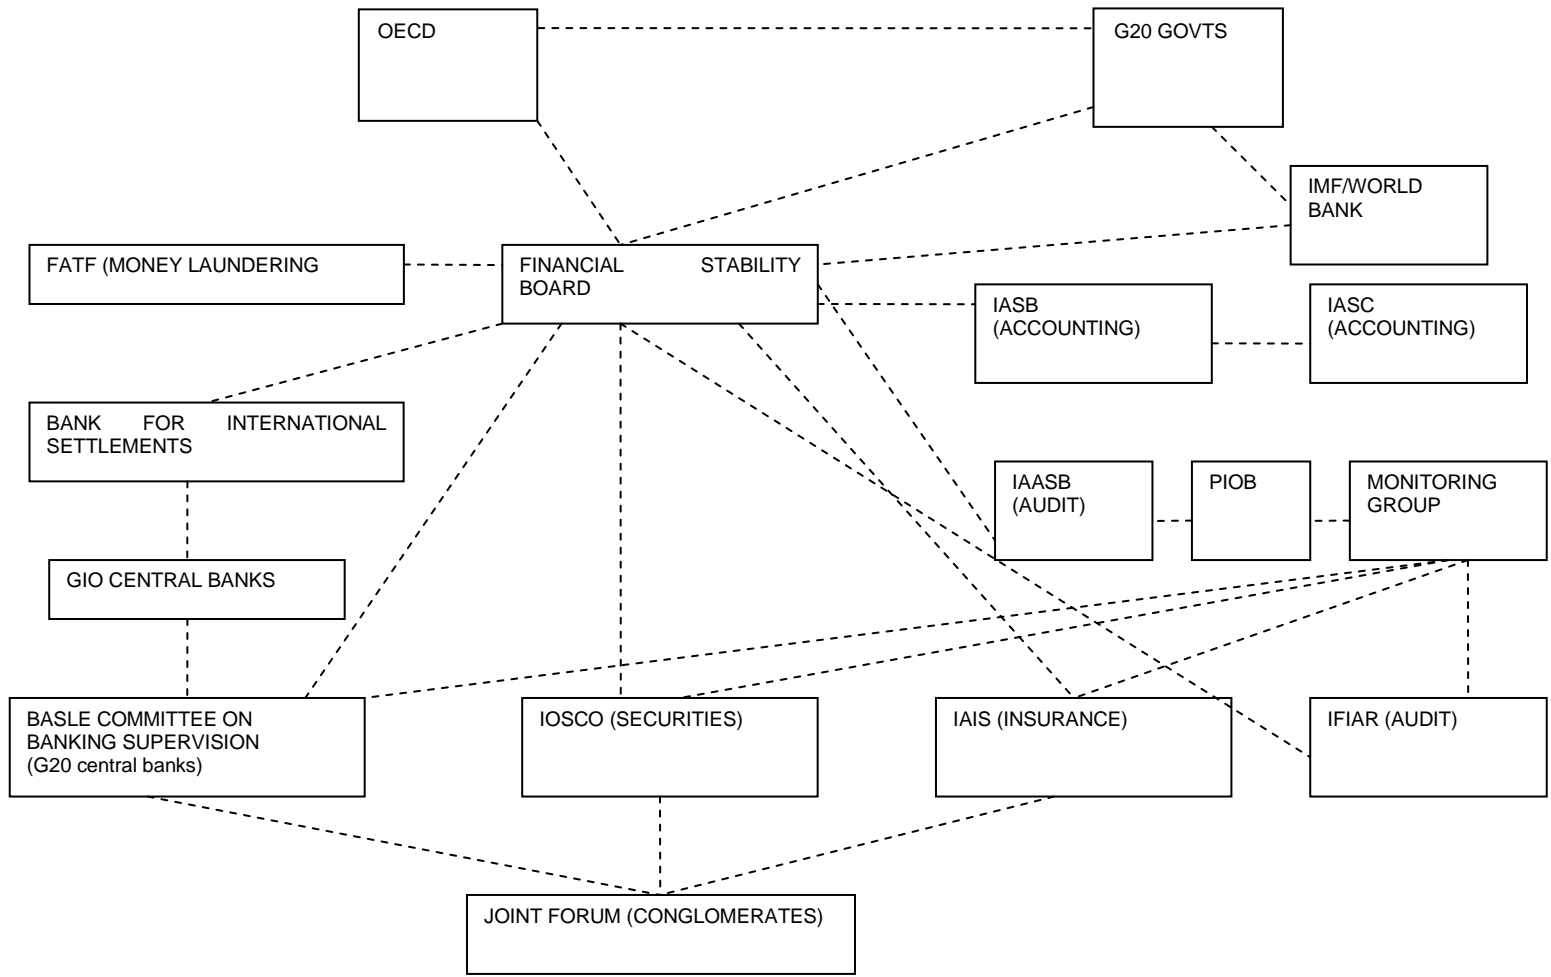 OECD
G20 GOVTS
IMF/WORLD
BANK
FATF (MONEY LAUNDERING
FINANCIAL STABILITY
BOARD
IASB
(ACCOUNTING)
IASC
(ACCOUNTING)
BANK FOR INTERNATIONAL
SETTLEMENTS
IAASB
(AUDIT)
PIOB
MONITORING
GROUP
GIO CENTRAL BANKS
BASLE COMMITTEE ON
BANKING SUPERVISION
(G20 central banks)
IOSCO (SECURITIES)
IAIS (INSURANCE)
IFIAR (AUDIT)
JOINT FORUM (CONGLOMERATES)